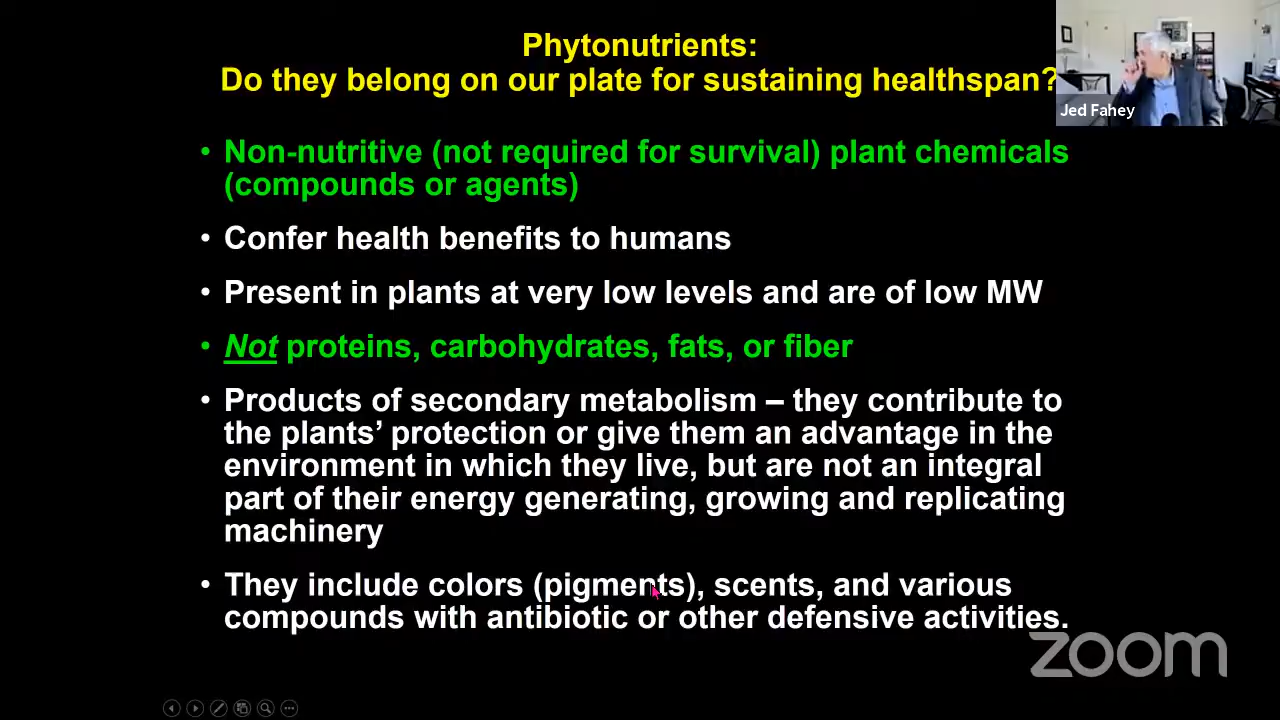 Phytonutrients:
Do they belong on our plate for sustaining healthspan?
Jed Fahey
• Non-nutritive (not required for survival) plant chemicals
(compounds or agents)
• Confer health benefits to humans
• Present in plants at very low levels and are of low MW
• Not proteins, carbohydrates, fats, or fiber
• Products of secondary metabolism – they contribute to
the plants’ protection or give them an advantage in the
environment in which they live, but are not an integral
part of their energy generating, growing and replicating
machinery
• They include colors (pigments), scents, and various
compounds with antibiotic or other defensive activities.
zoom